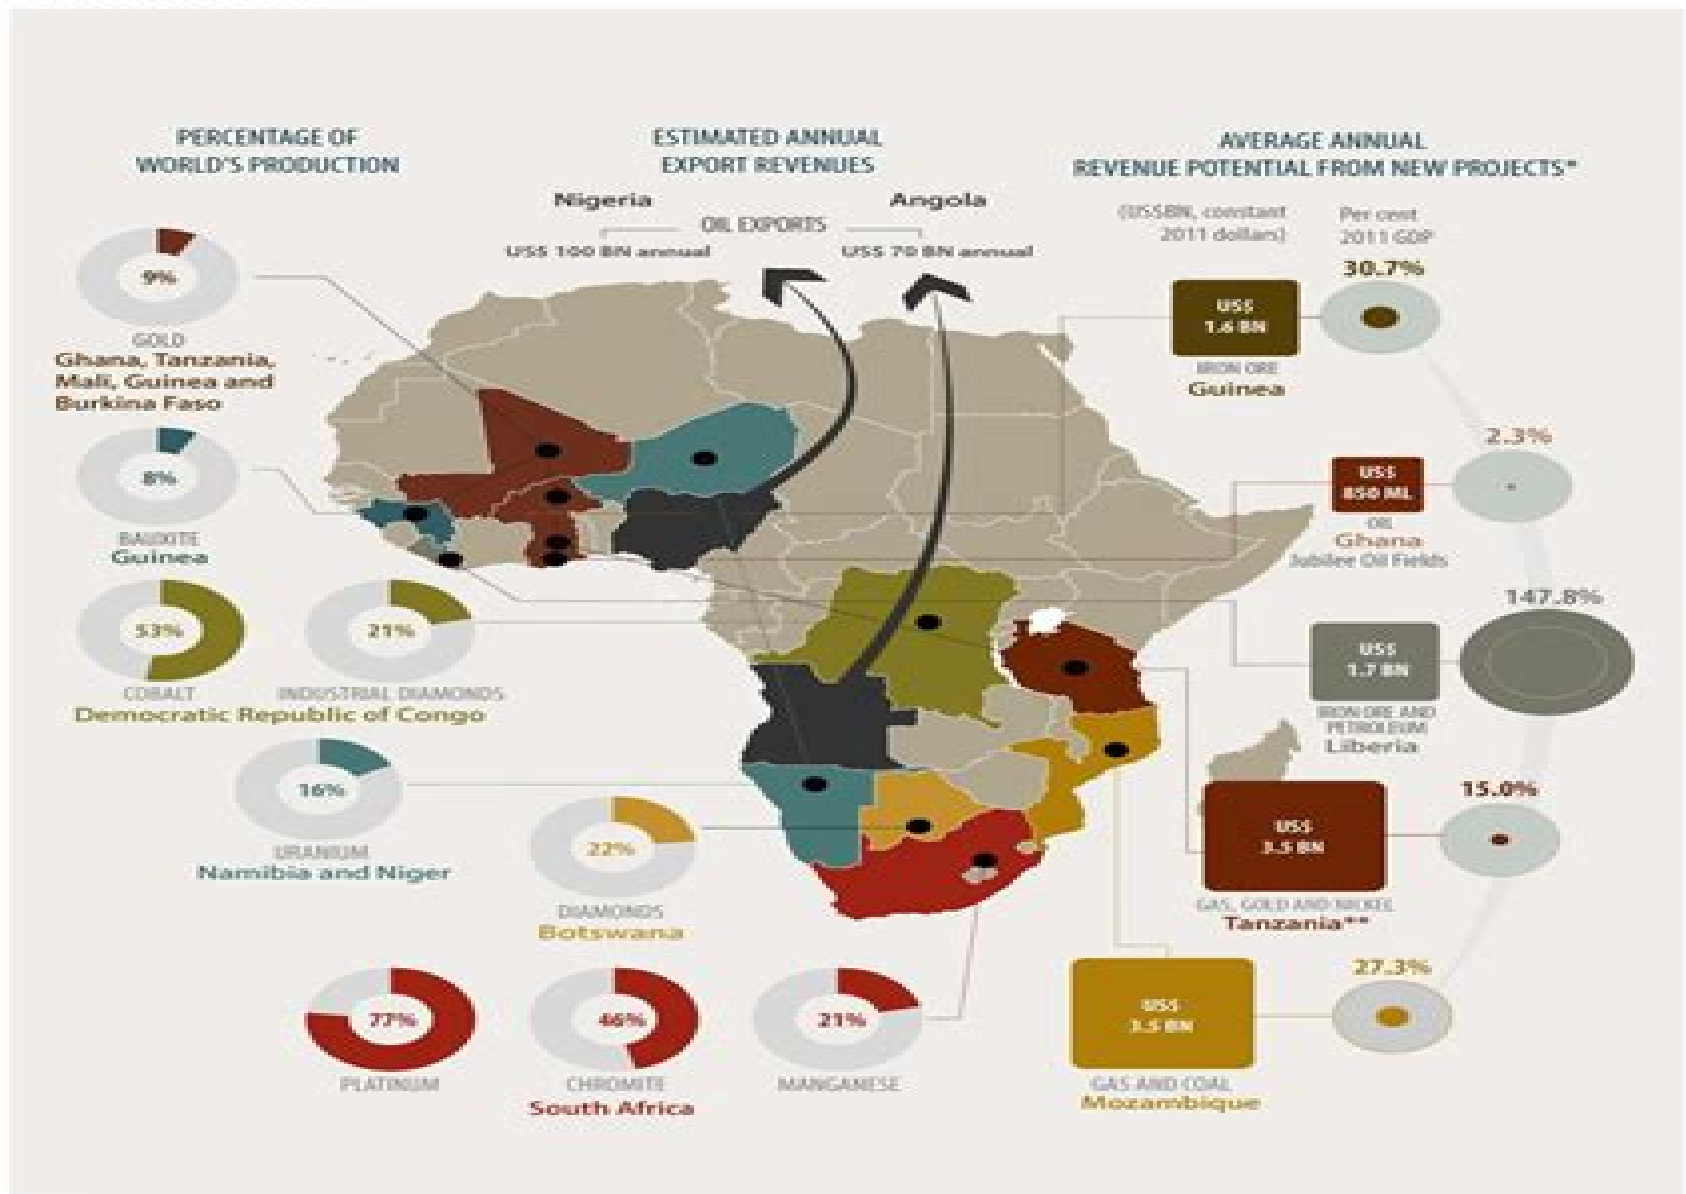 PERCENTAGE OF
WORLD'S PRODUCTION
9%
GOLD
Ghana, Tanzania,
Mali, Guinea and
Burkina Faso
8%
BAUXITE
Guinea
53%
COBALT
21%
INDUSTRIAL DIAMONDS
Democratic Republic of Congo
16%
URANIUM
Namibia and Niger
22%
DIAMONDS
Botswana
77%
PLATINUM
46%
CHROMITE
21%
MANGANESE
South Africa
ESTIMATED ANNUAL
EXPORT REVENUES
Nigeria
Angola
OIL EXPORTS
US$ 100 BN annual
US$ 70 BN annual
AVERAGE ANNUAL
REVENUE POTENTIAL FROM NEW PROJECTS*
(US$BN, constant
2011 dollars)
Per cent
2011 GDP
30.7%
US$
1.6 BN
IRON ORE
Guinea
2.3%
US$
850 ML
OIL
Ghana
Jubilee Oil Fields
147.8%
US$
1.7 BN
IRON ORE AND
PETROLEUM
Liberia
15.0%
US$
3.5 BN
GAS, GOLD AND NICKEL
Tanzania**
27.3%
US$
3.5 BN
GAS AND COAL
Mozambique